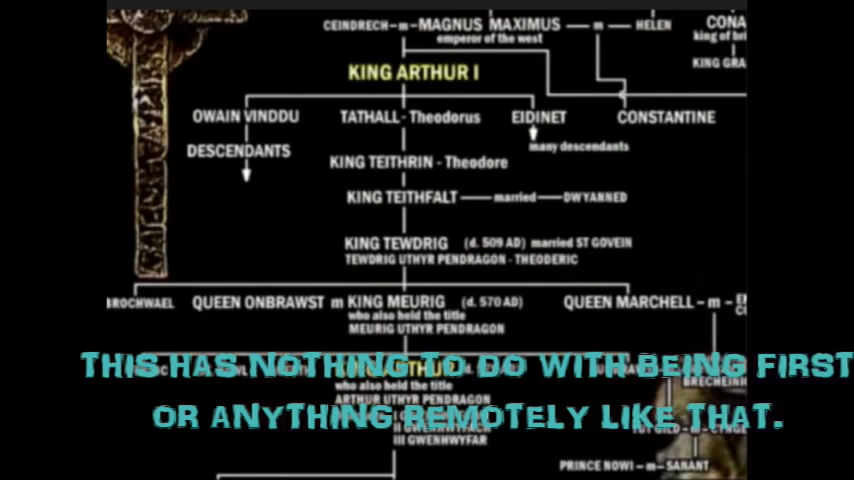 CEINDRECH - m - MAGNUS MAXIMUS - m - HELEN
emperor of the west
CONA
king of bri
KING GRA
KING ARTHUR I
OWAIN VINDDU TATHALL - Theodorus EIDINET CONSTANTINE
DESCENDANTS
many descendants
KING TEITHRIN - Theodore
KING TEITHFALT married DWYANNED
KING TEWDRIG (d. 509 AD) married ST GOVEIN
TEWDRIG UTHYR PENDRAGON - THEODERIC
BROCHWAEL QUEEN ONBRAWST m KING MEURIG (d. 570 AD) QUEEN MARCHELL - m -
who also held the title
MEURIG UTHYR PENDRAGON
THIS HAS NOTHING TO DO WITH BEING FIRST
BRECHEINI
who also held the title
ARTHUR UTHYR PENDRAGON
OR ANYTHING REMOTELY LIKE THAT.
III GWENHWYFAR
PRINCE NOWI - m - SANANT